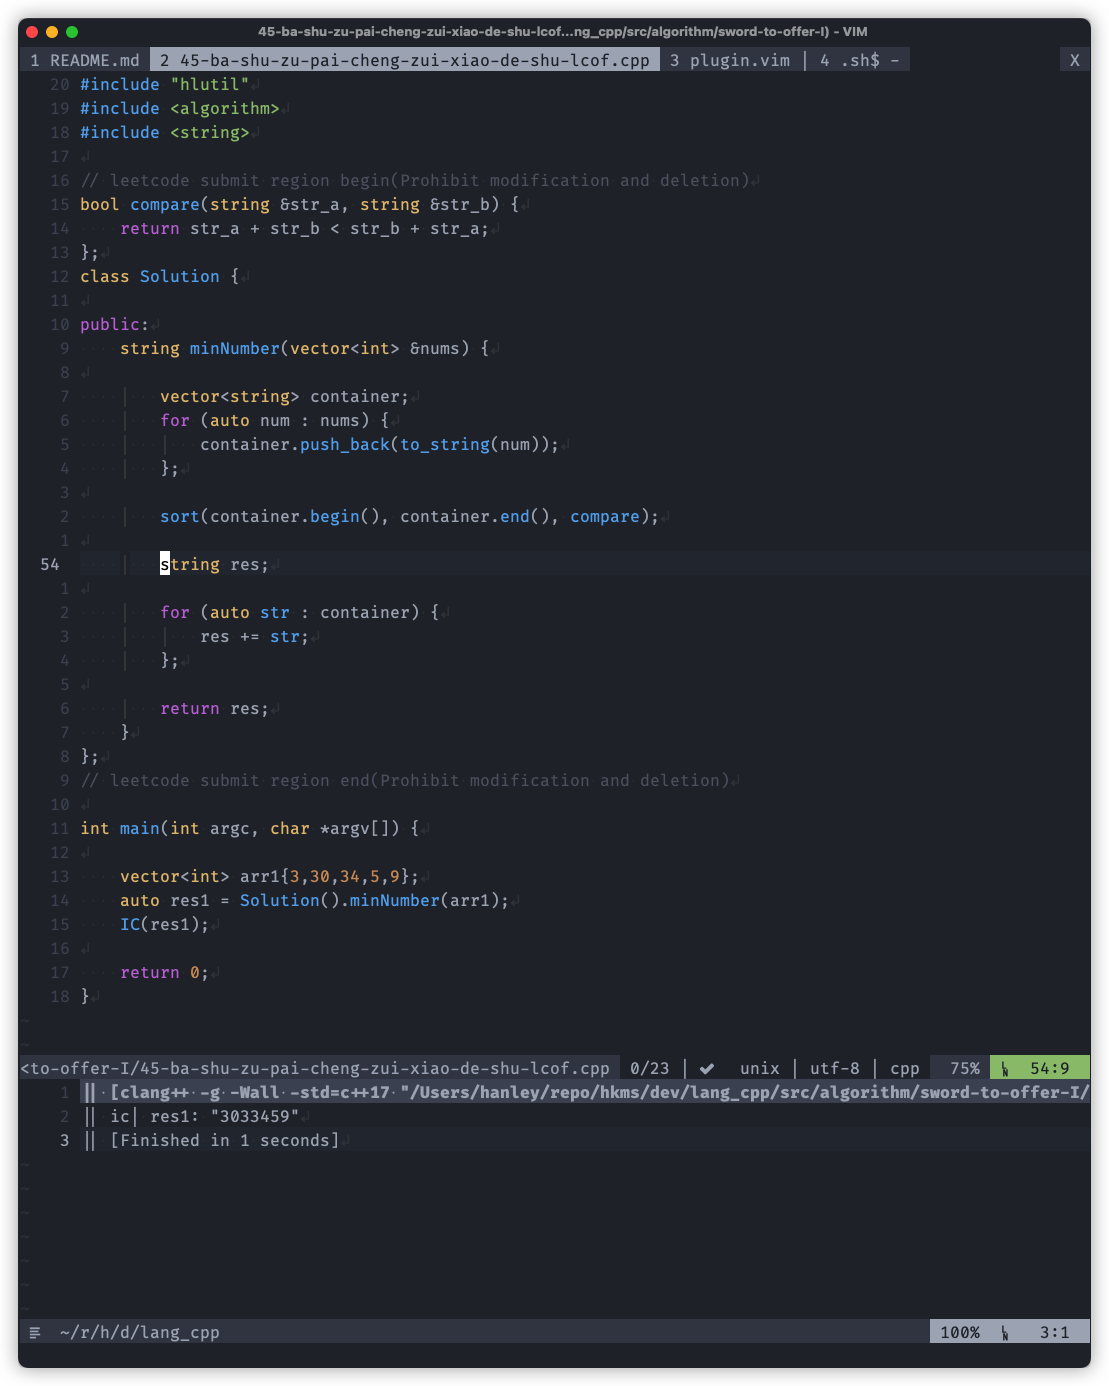 45-ba-shu-zu-pai-cheng-zui-xiao-de-shu-lcof...ng_cpp/src/algorithm/sword-to-offer-I) - VIM
1 README.md 2 45-ba-shu-zu-pai-cheng-zui-xiao-de-shu-lcof.cpp 3 plugin.vim | 4 .sh$ - X
20 #include "hlutil"
19 #include <algorithm>
18 #include <string>
17
16 // leetcode submit region begin(Prohibit modification and deletion)
15 bool compare(string &str_a, string &str_b) {
14 return str_a + str_b < str_b + str_a;
13 };
12 class Solution {
11
10 public:
9 string minNumber(vector<int> &nums) {
8
7 vector<string> container;
6 for (auto num : nums) {
5 container.push_back(to_string(num));
4 };
3
2 sort(container.begin(), container.end(), compare);
1
54 string res;
1
2 for (auto str : container) {
3 res += str;
4 };
5
6 return res;
7 }
8 };
9 // leetcode submit region end(Prohibit modification and deletion)
10
11 int main(int argc, char *argv[]) {
12
13 vector<int> arr1{3,30,34,5,9};
14 auto res1 = Solution().minNumber(arr1);
15 IC(res1);
16
17 return 0;
18 }
~
~
<to-offer-I/45-ba-shu-zu-pai-cheng-zui-xiao-de-shu-lcof.cpp 0/23 | ✔ unix | utf-8 | cpp 75% 54:9
1 || [clang++ -g -Wall -std=c++17 "/Users/hanley/repo/hkms/dev/lang_cpp/src/algorithm/sword-to-offer-I/
2 || ic| res1: "3033459"
3 || [Finished in 1 seconds]
~
~
~
~
~
~
~
~/r/h/d/lang_cpp 100% 3:1